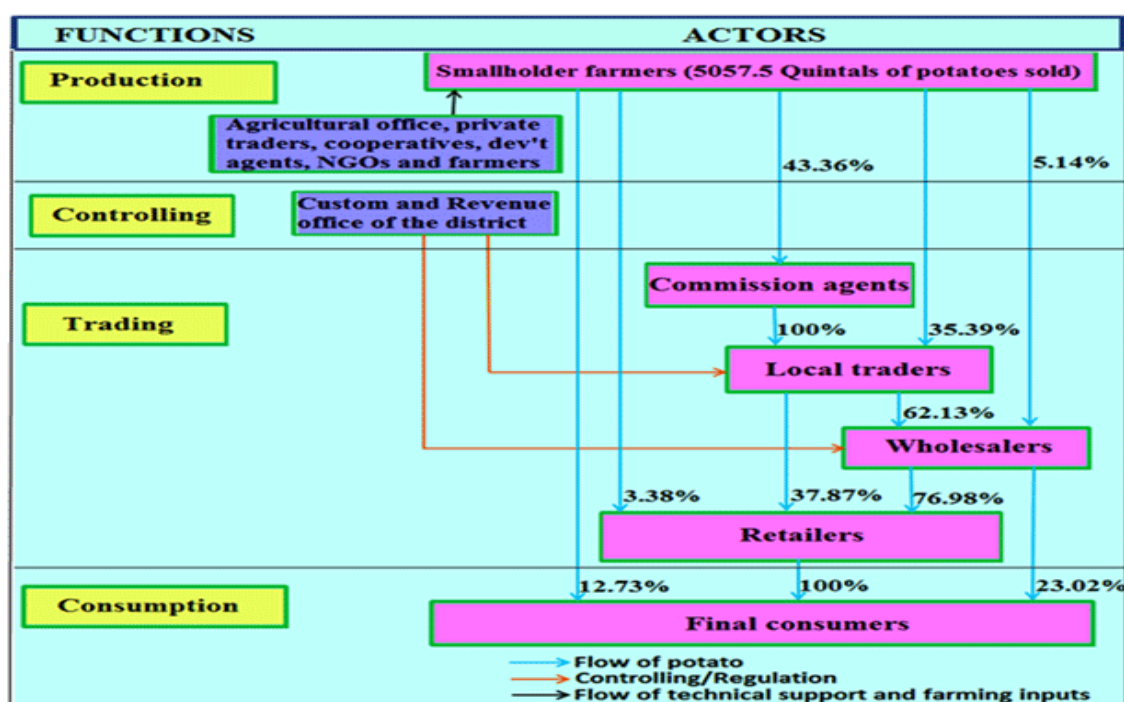 FUNCTIONS ACTORS
Production
Smallholder farmers (5057.5 Quintals of potatoes sold)
Agricultural office, private
traders, cooperatives, dev't
agents, NGOs and farmers
43.36% 5.14%
Controlling
Custom and Revenue
office of the district
Commission agents
Trading
100% 35.39%
Local traders
62.13%
Wholesalers
3.38% 37.87% 76.98%
Retailers
12.73% 100% 23.02%
Consumption
Final consumers
Flow of potato
Controlling/Regulation
Flow of technical support and farming inputs